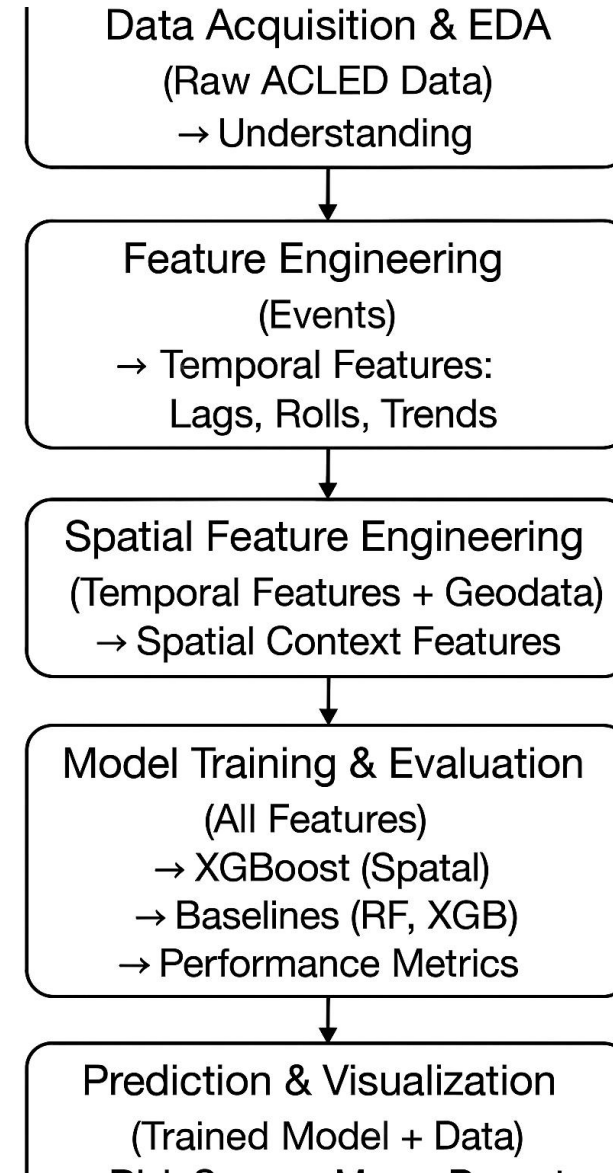 Data Acquisition & EDA
(Raw ACLED Data)
→ Understanding
Feature Engineering
(Events)
→ Temporal Features:
Lags, Rolls, Trends
Spatial Feature Engineering
(Temporal Features + Geodata)
→ Spatial Context Features
Model Training & Evaluation
(All Features)
→ XGBoost (Spatal)
→ Baselines (RF, XGB)
→ Performance Metrics
Prediction & Visualization
(Trained Model + Data)